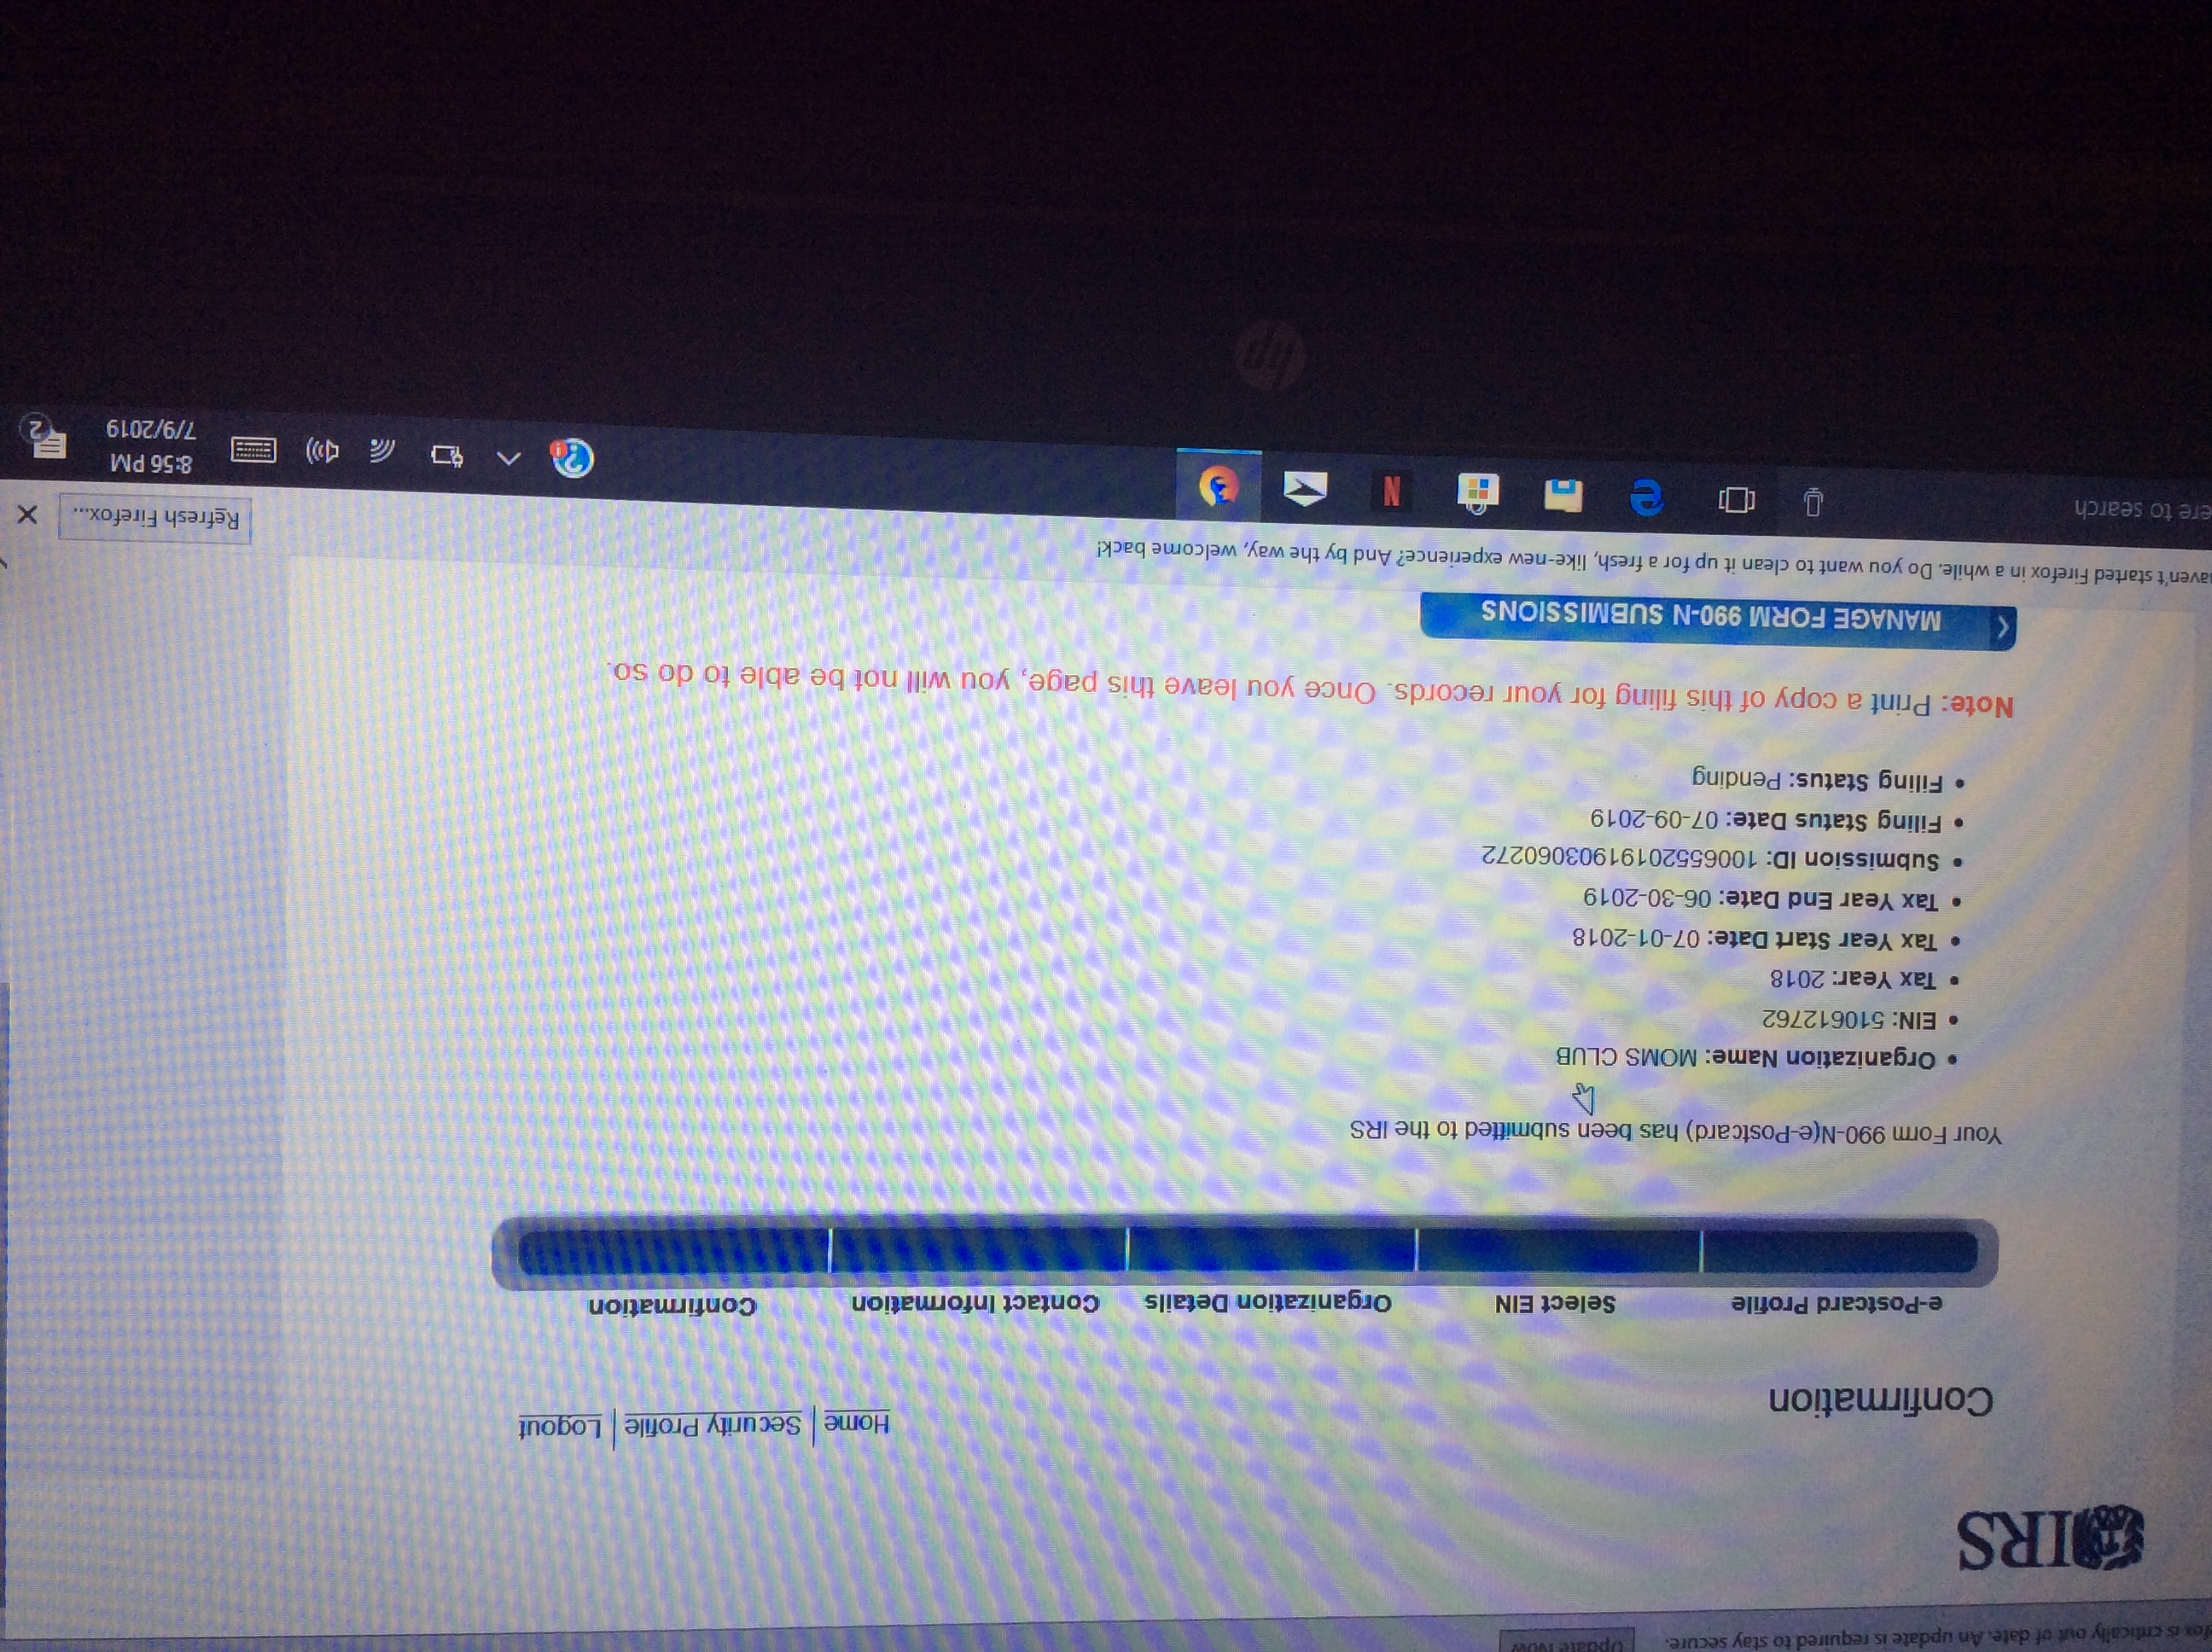 fox is critically out of date. An update is required to stay secure. Update Now
IRS
Home | Security Profile | Logout
Confirmation
e-Postcard Profile Select EIN Organization Details Contact Information Confirmation
Your Form 990-N(e-Postcard) has been submitted to the IRS
• Organization Name: MOMS CLUB
• EIN: 510612762
• Tax Year: 2018
• Tax Year Start Date: 07-01-2018
• Tax Year End Date: 06-30-2019
• Submission ID: 10065520191903060272
• Filing Status Date: 07-09-2019
• Filing Status: Pending
Note: Print a copy of this filing for your records. Once you leave this page, you will not be able to do so.
MANAGE FORM 990-N SUBMISSIONS
haven't started Firefox in a while. Do you want to clean it up for a fresh, like-new experience? And by the way, welcome back!
Refresh Firefox...
ere to search
N
8:56 PM
7/9/2019
2
hp